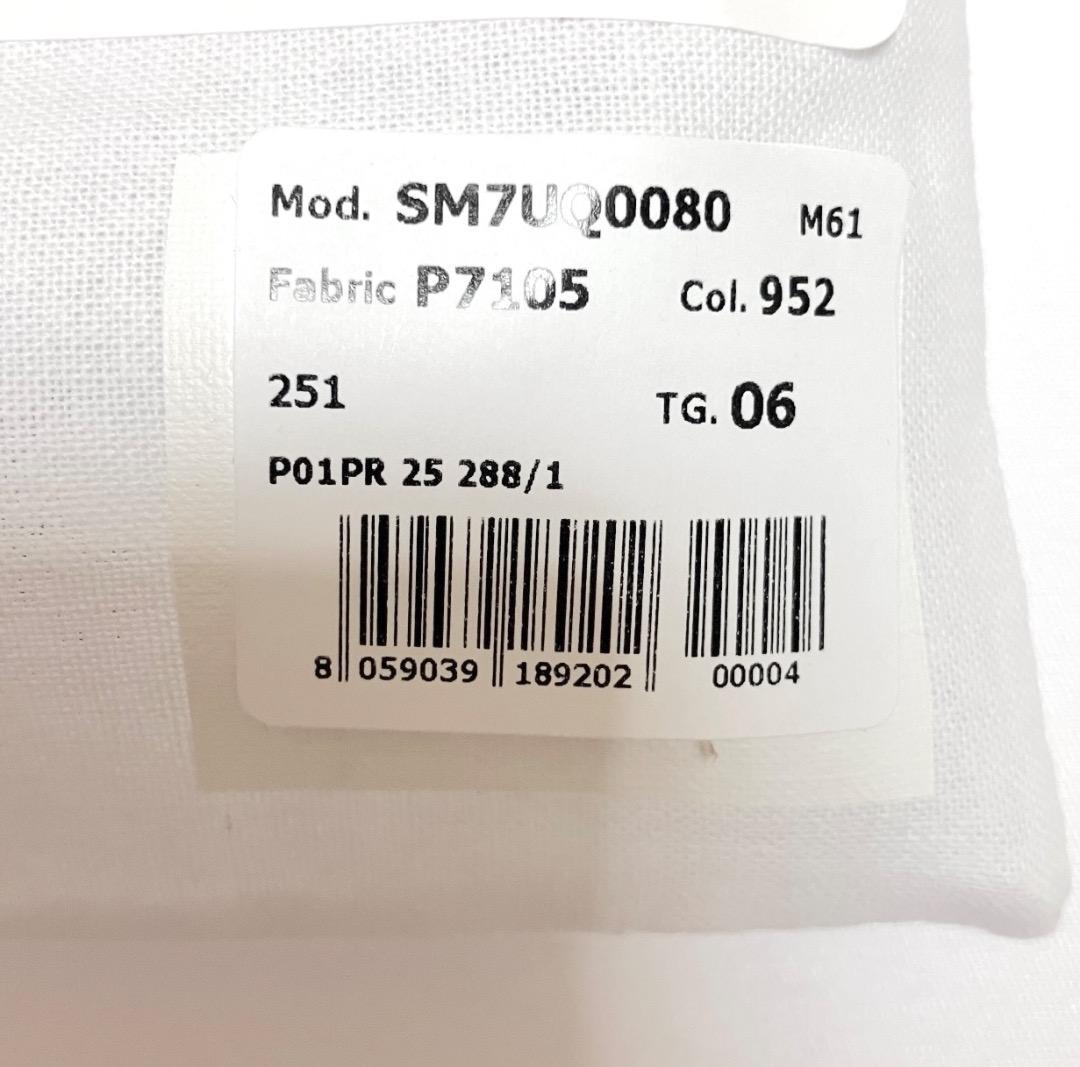 Mod. SM7UQ0080 M61
Fabric P7105 Col. 952
251 TG. 06
P01PR 25 288/1
8 059039 189202 00004